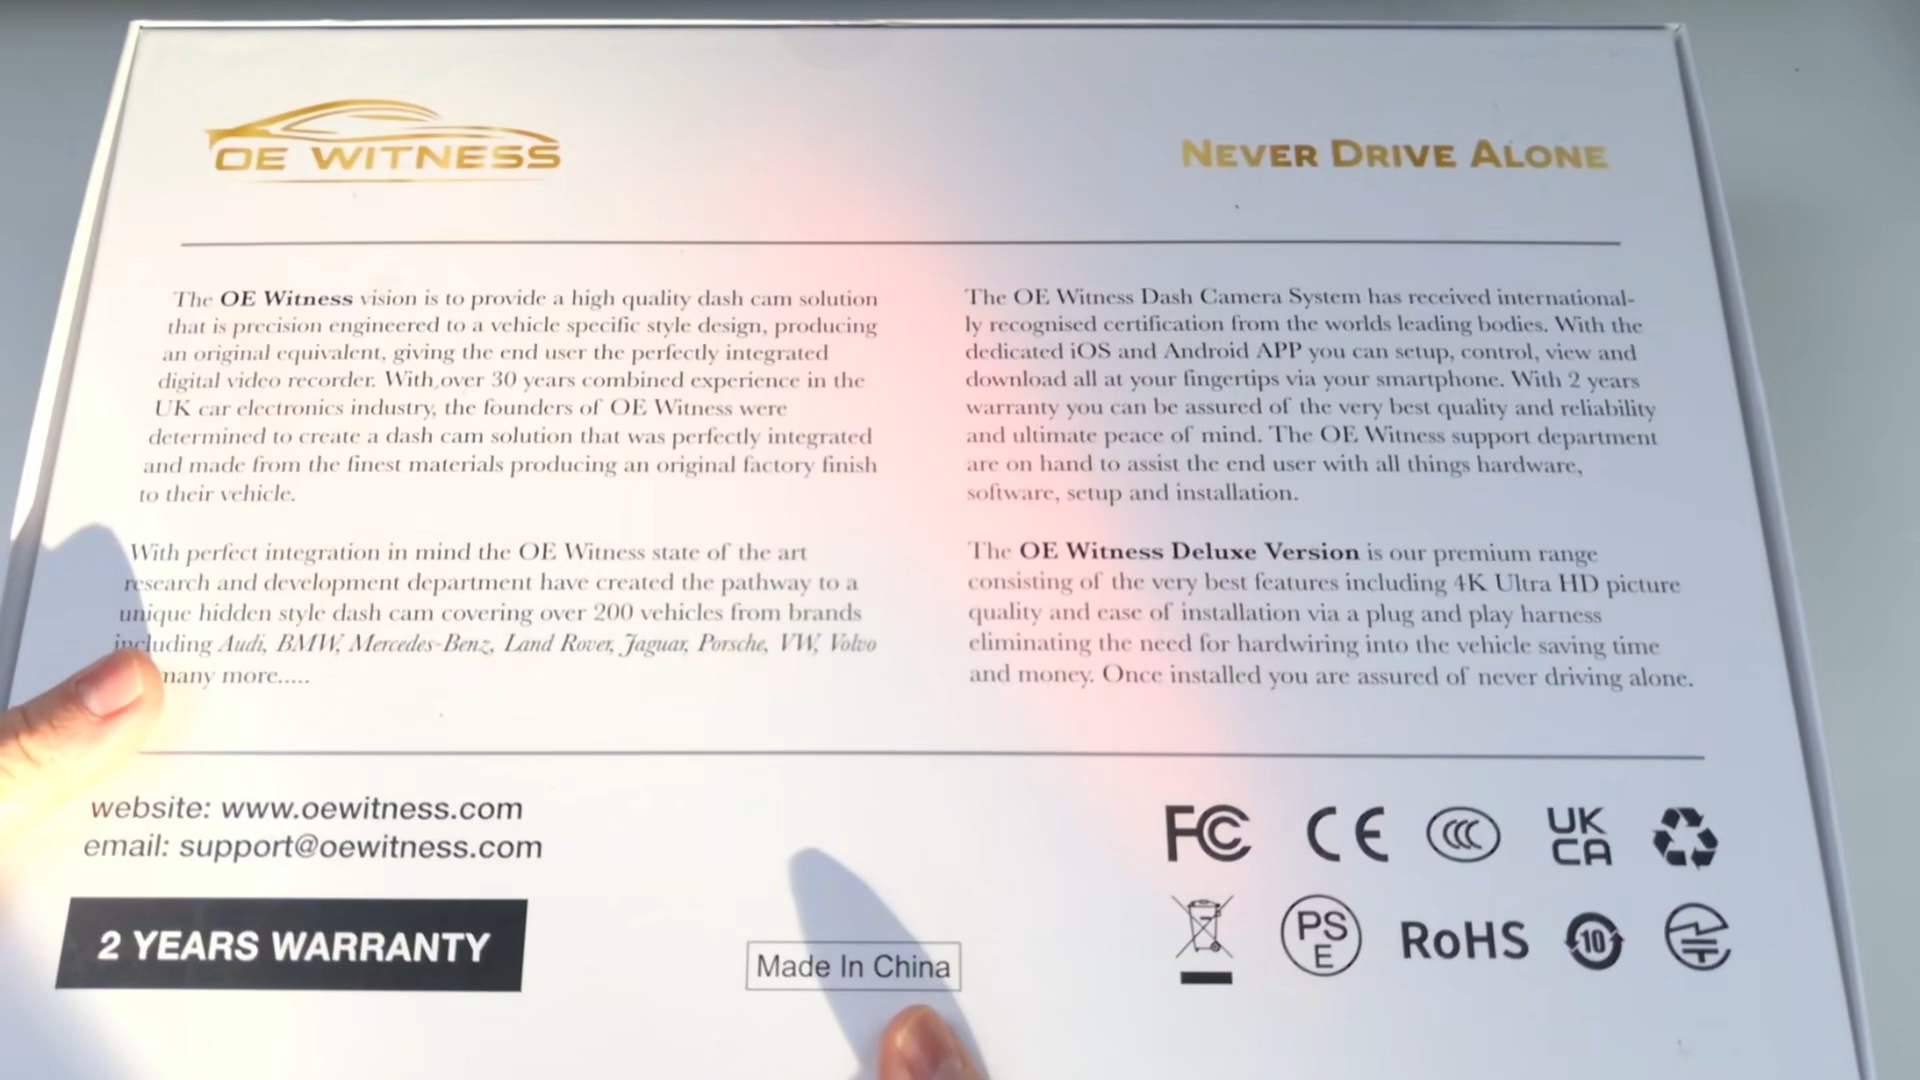 OE WITNESS
NEVER DRIVE ALONE
The OE Witness vision is to provide a high quality dash cam solution
that is precision engineered to a vehicle specific style design, producing
an original equivalent, giving the end user the perfectly integrated
digital video recorder. With over 30 years combined experience in the
UK car electronics industry, the founders of OE Witness were
determined to create a dash cam solution that was perfectly integrated
and made from the finest materials producing an original factory finish
to their vehicle.
With perfect integration in mind the OE Witness state of the art
research and development department have created the pathway to a
unique hidden style dash cam covering over 200 vehicles from brands
including Audi, BMW, Mercedes-Benz, Land Rover, Jaguar, Porsche, VW, Volvo
many more.....
The OE Witness Dash Camera System has received international-
ly recognised certification from the worlds leading bodies. With the
dedicated iOS and Android APP you can setup, control, view and
download all at your fingertips via your smartphone. With 2 years
warranty you can be assured of the very best quality and reliability
and ultimate peace of mind. The OE Witness support department
are on hand to assist the end user with all things hardware,
software, setup and installation.
The OE Witness Deluxe Version is our premium range
consisting of the very best features including 4K Ultra HD picture
quality and ease of installation via a plug and play harness
eliminating the need for hardwiring into the vehicle saving time
and money. Once installed you are assured of never driving alone.
website: www.oewitness.com
email: support@oewitness.com
2 YEARS WARRANTY
Made In China
FC CE CCC UK
CA
PS
E RoHS 10